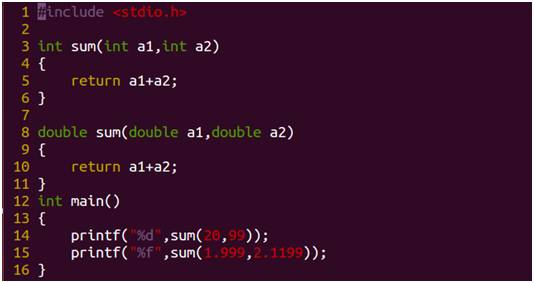 1 #include <stdio.h>
2
3 int sum(int a1,int a2)
4 {
5     return a1+a2;
6 }
7
8 double sum(double a1,double a2)
9 {
10     return a1+a2;
11 }
12 int main()
13 {
14     printf("%d",sum(20,99));
15     printf("%f",sum(1.999,2.1199));
16 }